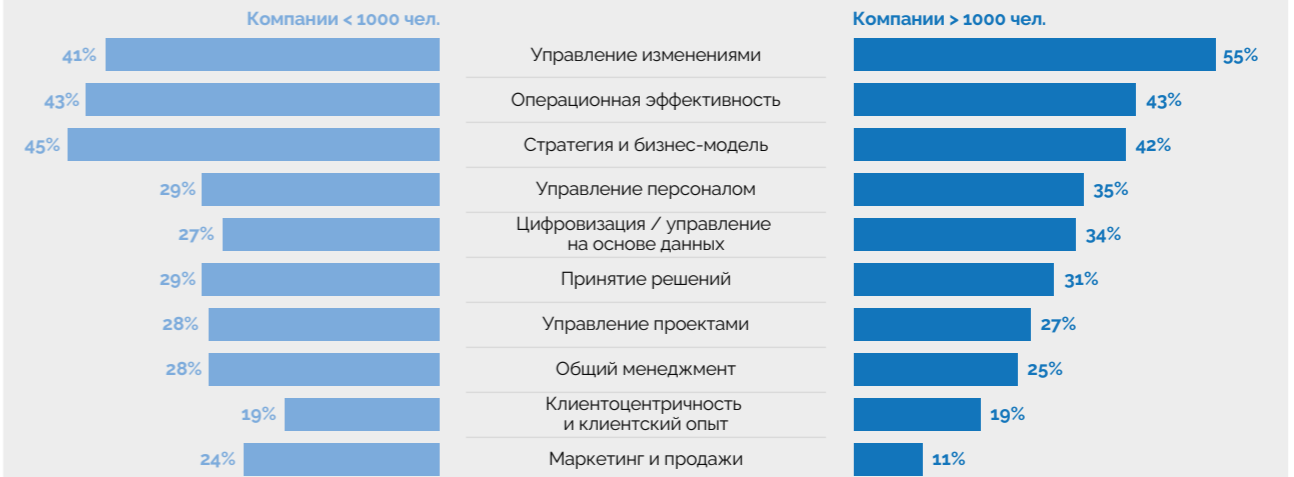 Компании < 1000 чел.
Компании > 1000 чел.
41%
Управление изменениями
55%
43%
Операционная эффективность
43%
45%
Стратегия и бизнес-модель
42%
29%
Управление персоналом
35%
27%
Цифровизация / управление
на основе данных
34%
29%
Принятие решений
31%
28%
Управление проектами
27%
28%
Общий менеджмент
25%
19%
Клиентоцентричность
и клиентский опыт
19%
24%
Маркетинг и продажи
11%